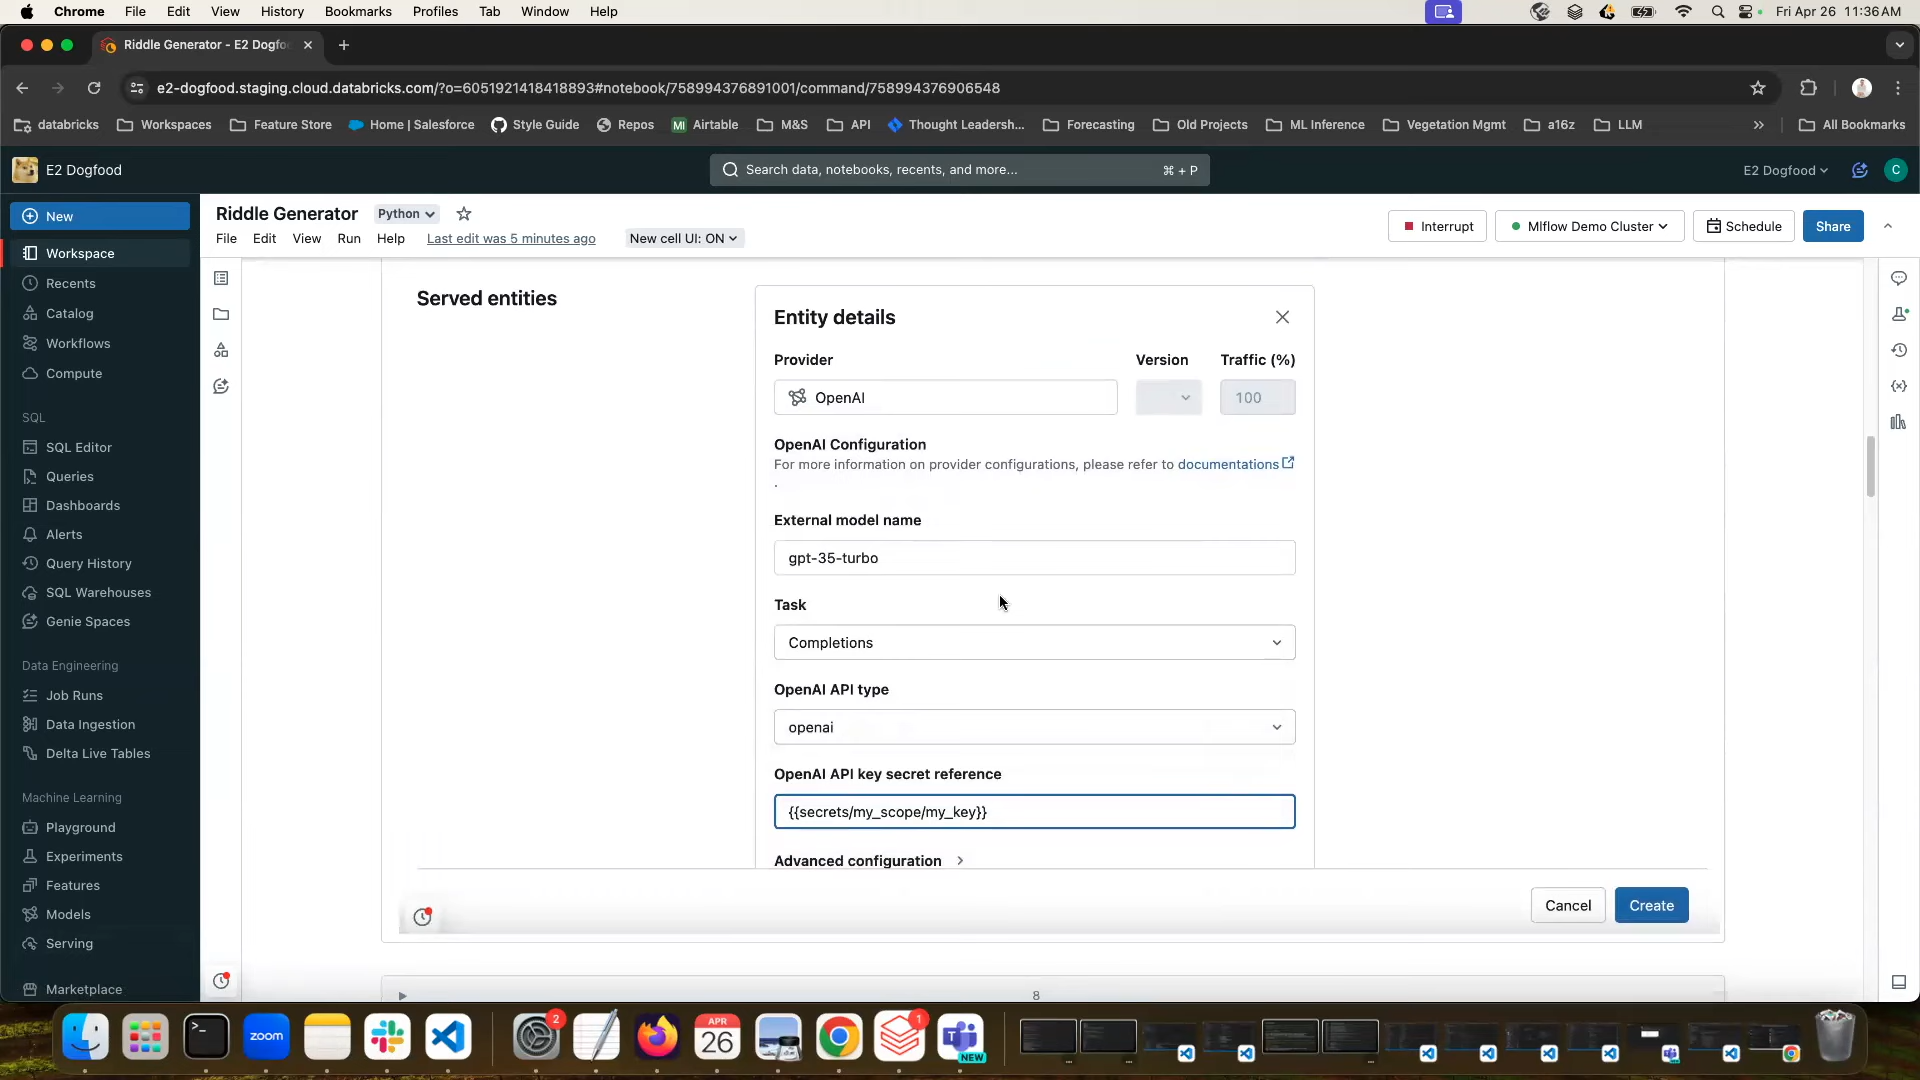 Chrome File Edit View History Bookmarks Profiles Tab Window Help Fri Apr 26 11:36 AM
Riddle Generator - E2 Dogfo
e2-dogfood.staging.cloud.databricks.com/?o=6051921418418893#notebook/758994376891001/command/758994376906548
databricks Workspaces Feature Store Home | Salesforce Style Guide Repos MI Airtable M&S API Thought Leadersh... Forecasting Old Projects ML Inference Vegetation Mgmt a16z LLM » All Bookmarks
E2 Dogfood Search data, notebooks, recents, and more... ⌘ + P E2 Dogfood C
New
Workspace
Recents
Catalog
Workflows
Compute
SQL
SQL Editor
Queries
Dashboards
Alerts
Query History
SQL Warehouses
Genie Spaces
Data Engineering
Job Runs
Data Ingestion
Delta Live Tables
Machine Learning
Playground
Experiments
Features
Models
Serving
Marketplace
Riddle Generator Python
File Edit View Run Help Last edit was 5 minutes ago New cell UI: ON
Interrupt Mlflow Demo Cluster Schedule Share
Served entities
Entity details
Provider Version Traffic (%)
OpenAI 100
OpenAI Configuration
For more information on provider configurations, please refer to documentations
.
External model name
gpt-35-turbo
Task
Completions
OpenAI API type
openai
OpenAI API key secret reference
{{secrets/my_scope/my_key}}
Advanced configuration
Cancel Create
8
zoom 2 APR 26 1 NEW